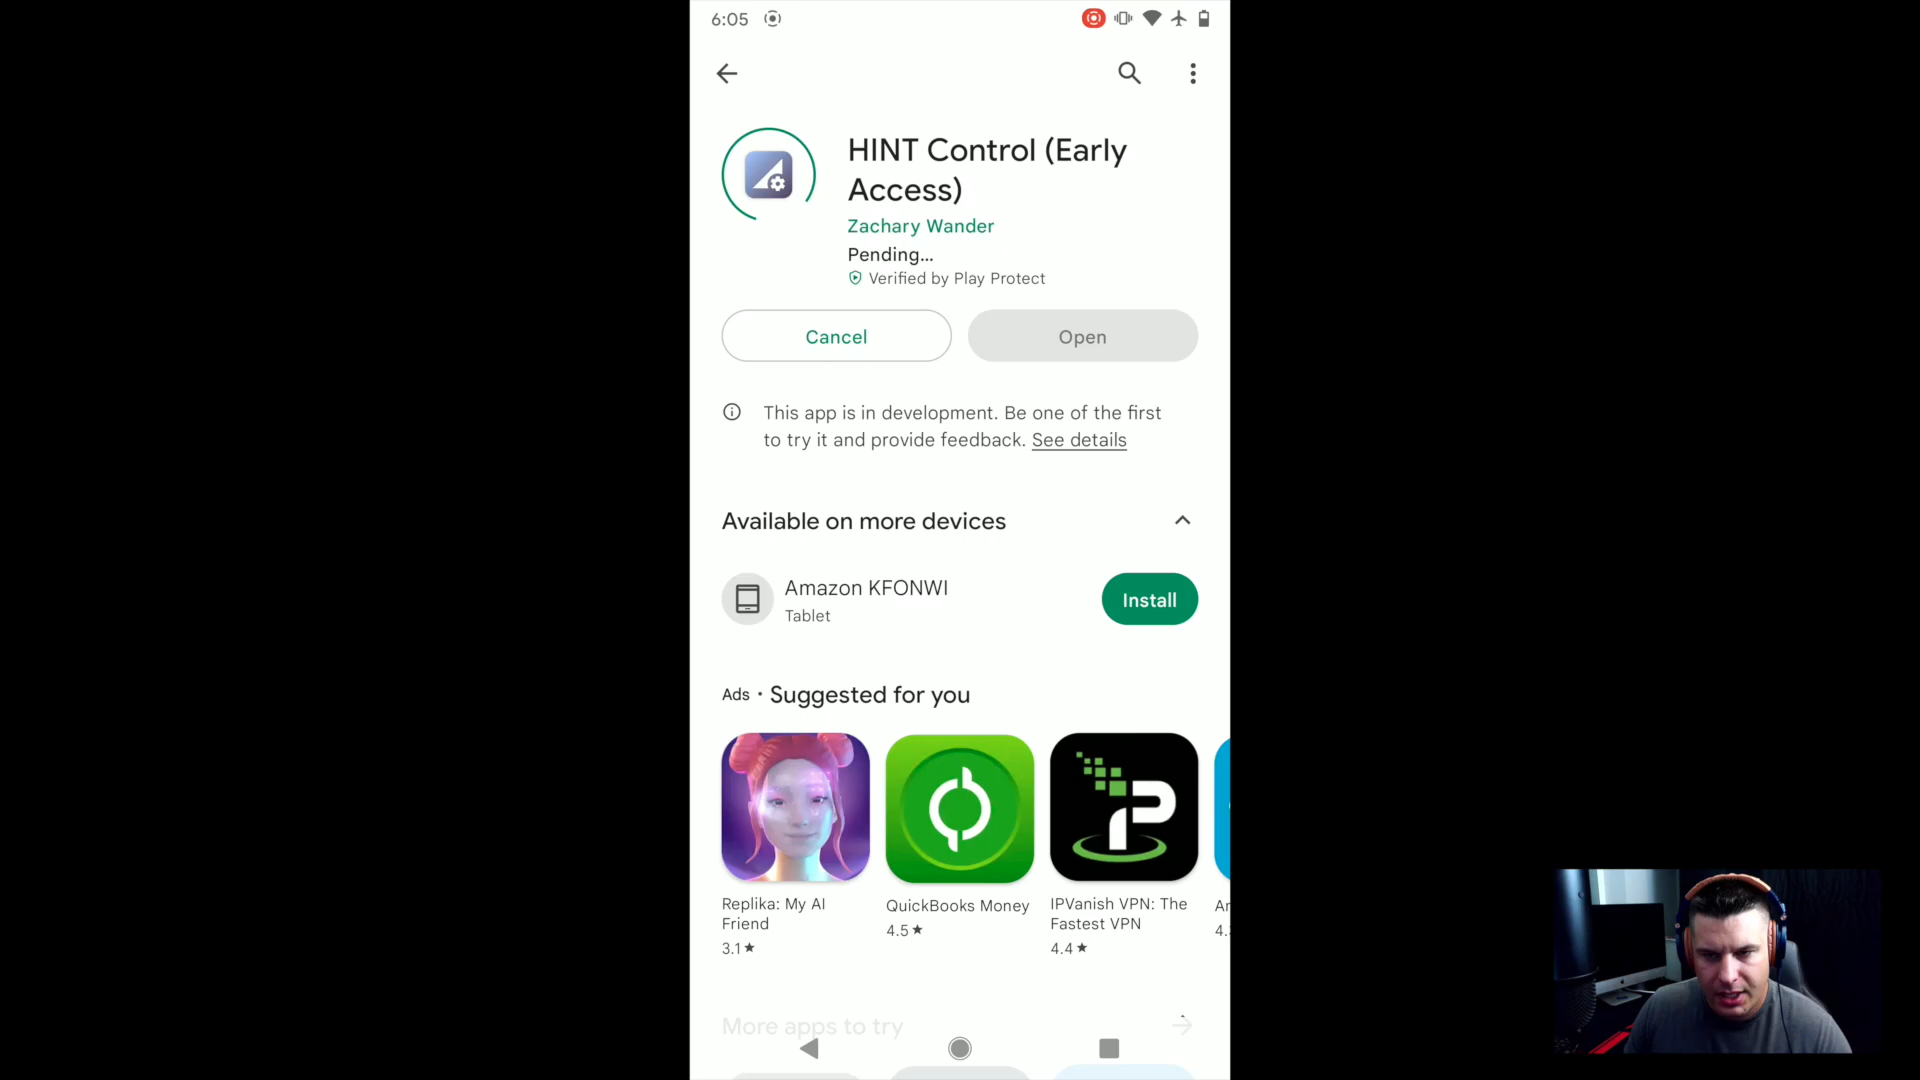 6:05
HINT Control (Early
Access)
Zachary Wander
Pending...
Verified by Play Protect
Cancel
Open
This app is in development. Be one of the first
to try it and provide feedback. See details
Available on more devices
Amazon KFONWI
Tablet
Install
Ads • Suggested for you
Replika: My AI
Friend
3.1★
QuickBooks Money
4.5★
IPVanish VPN: The
Fastest VPN
4.4★
More apps to try